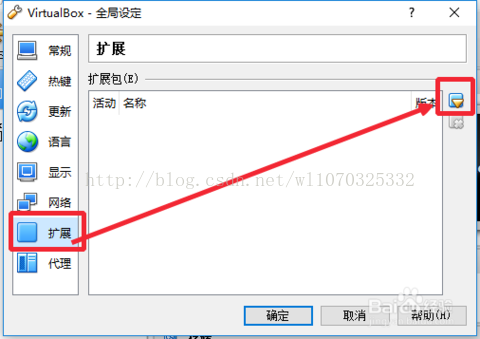 VirtualBox - 全局设定
?
常规
热键
更新
语言
显示
网络
扩展
代理
扩展
扩展包(E)
活动 名称 版本
http://blog.csdn.net/wl1070325332
确定 取消 帮助(H)
Baidu经验